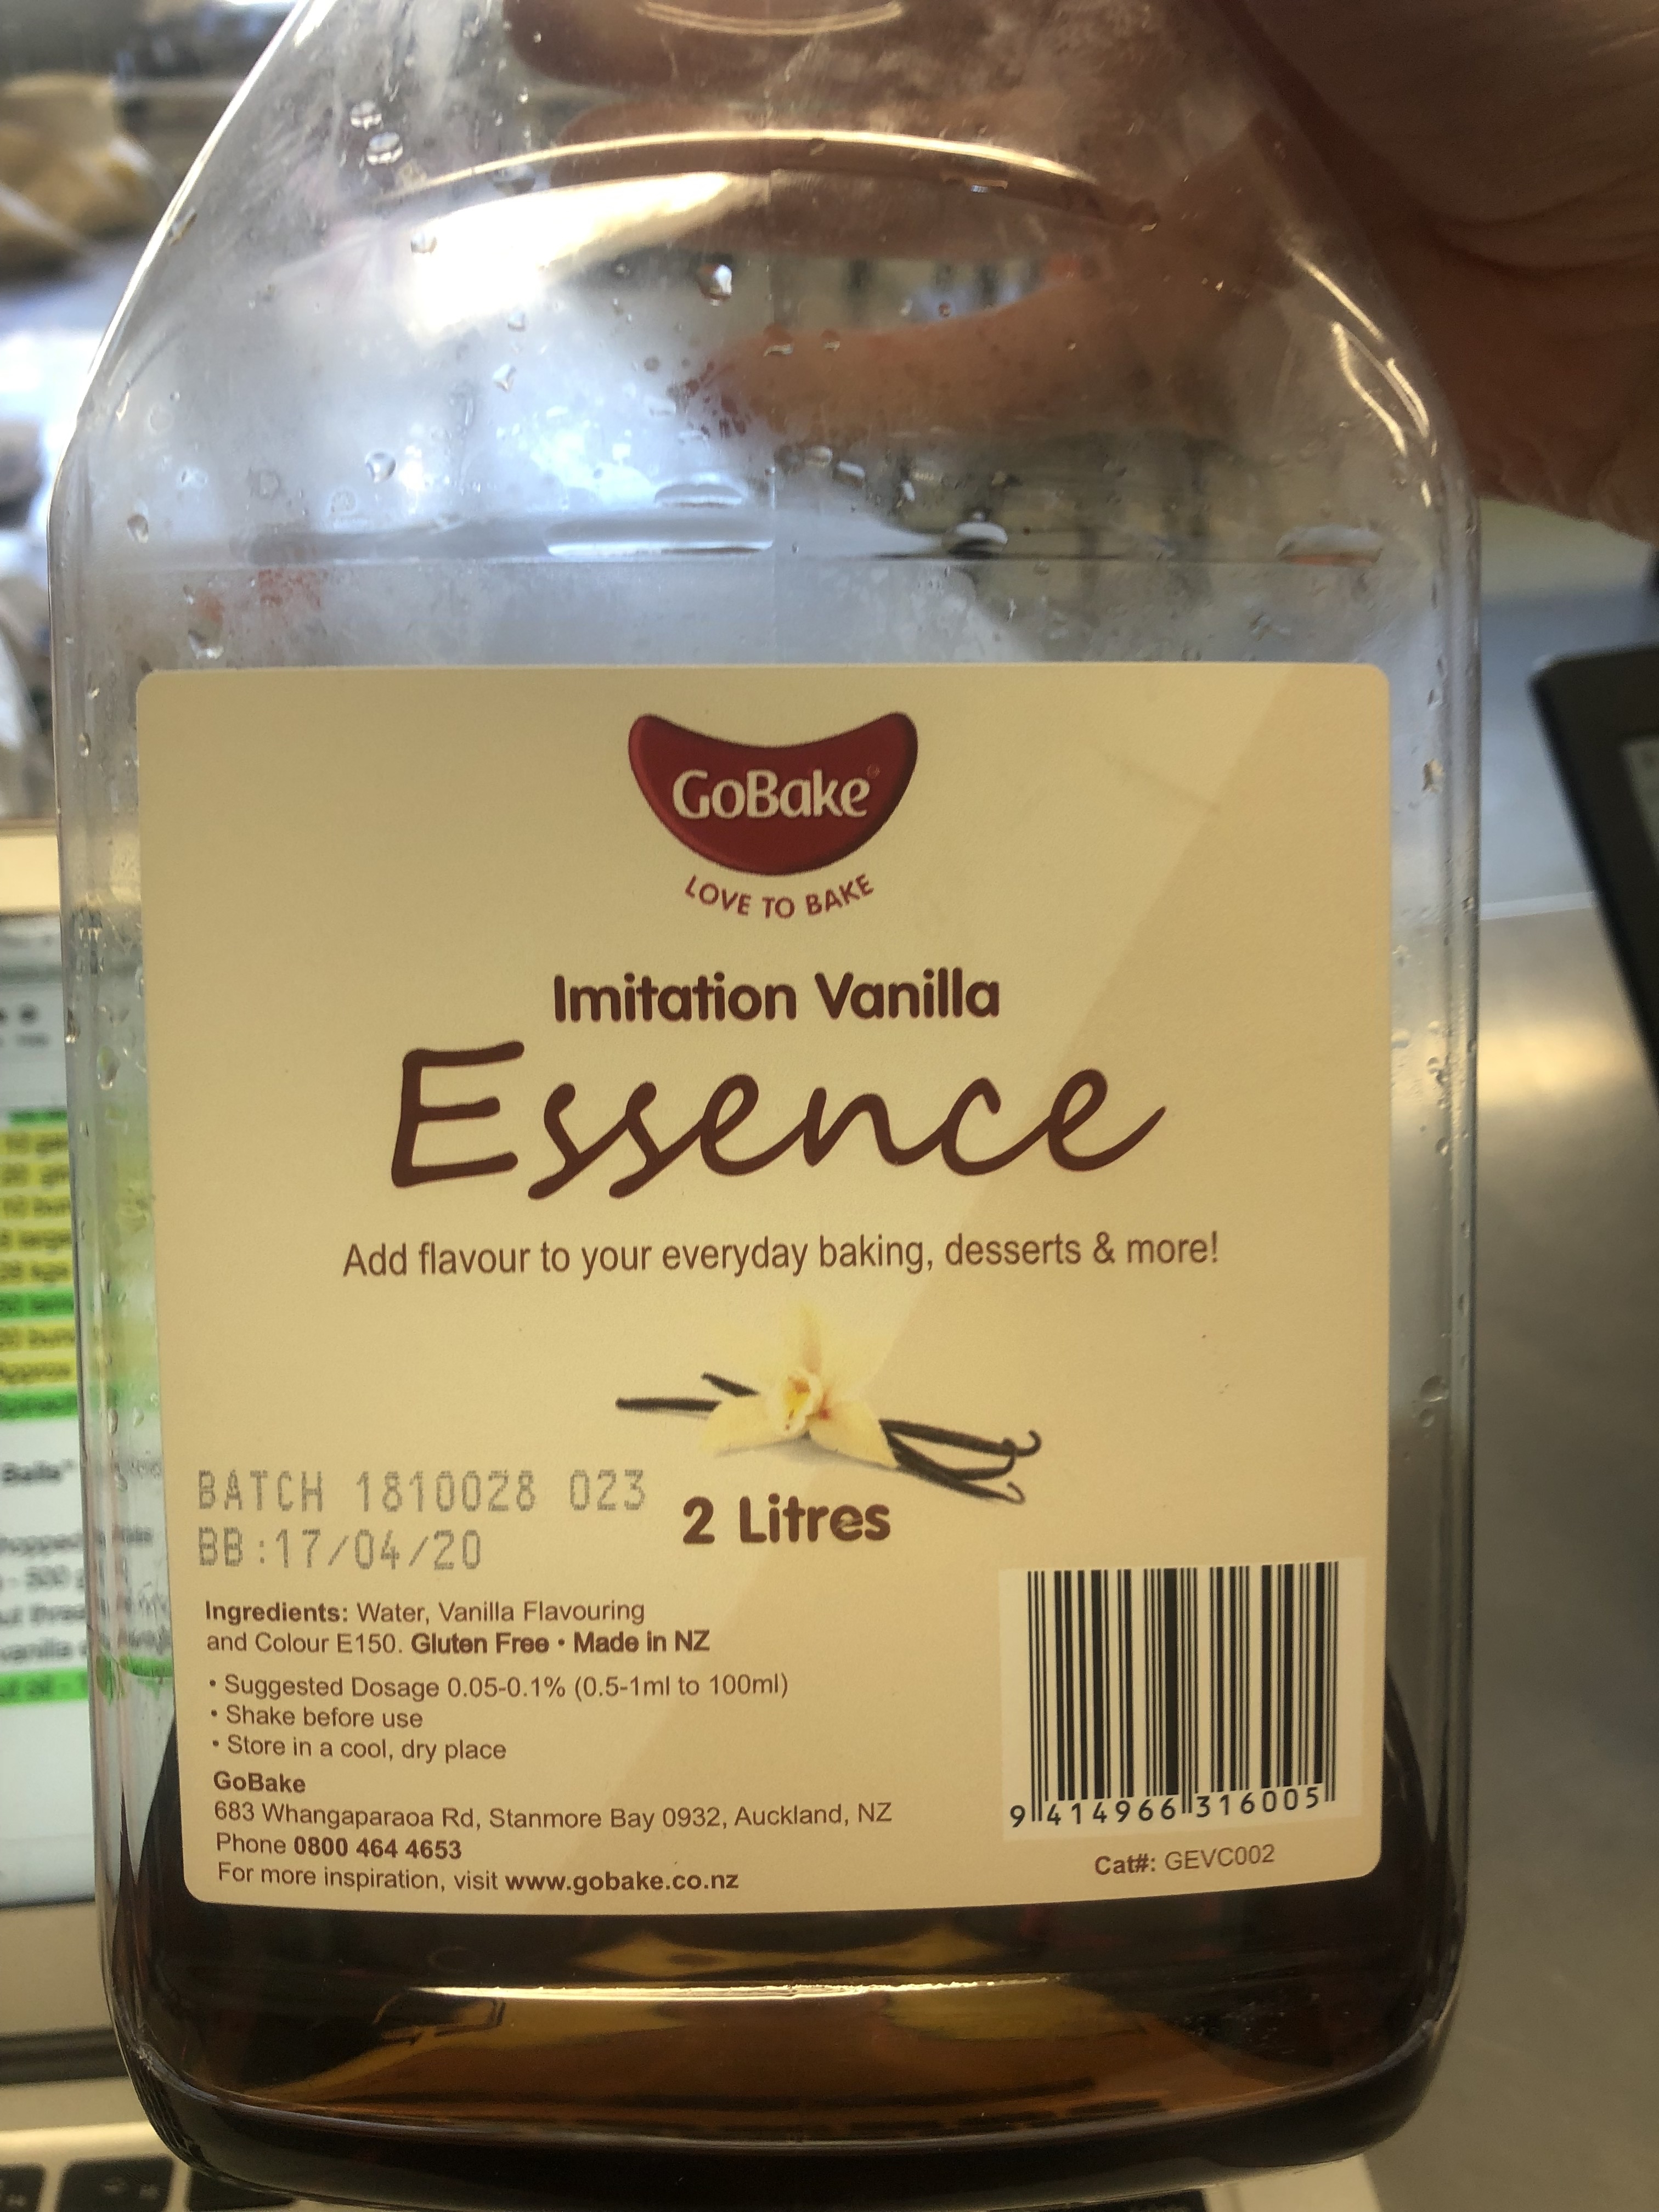 GoBake®
LOVE TO BAKE
Imitation Vanilla
Essence
Add flavour to your everyday baking, desserts & more!
BATCH 1810028 023
BB:17/04/20
2 Litres
Ingredients: Water, Vanilla Flavouring
and Colour E150. Gluten Free • Made in NZ
• Suggested Dosage 0.05-0.1% (0.5-1ml to 100ml)
• Shake before use
• Store in a cool, dry place
GoBake
683 Whangaparaoa Rd, Stanmore Bay 0932, Auckland, NZ
Phone 0800 464 4653
For more inspiration, visit www.gobake.co.nz
9 414966 316005
Cat#: GEVC002